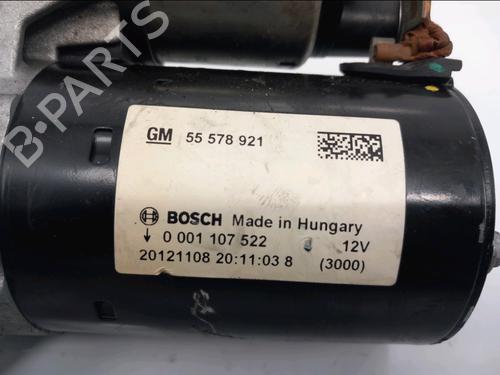 B-PARTS
GM 55 578 921
BOSCH Made in Hungary
↓ 0 001 107 522 12V
20121108 20:11:03 8 (3000)